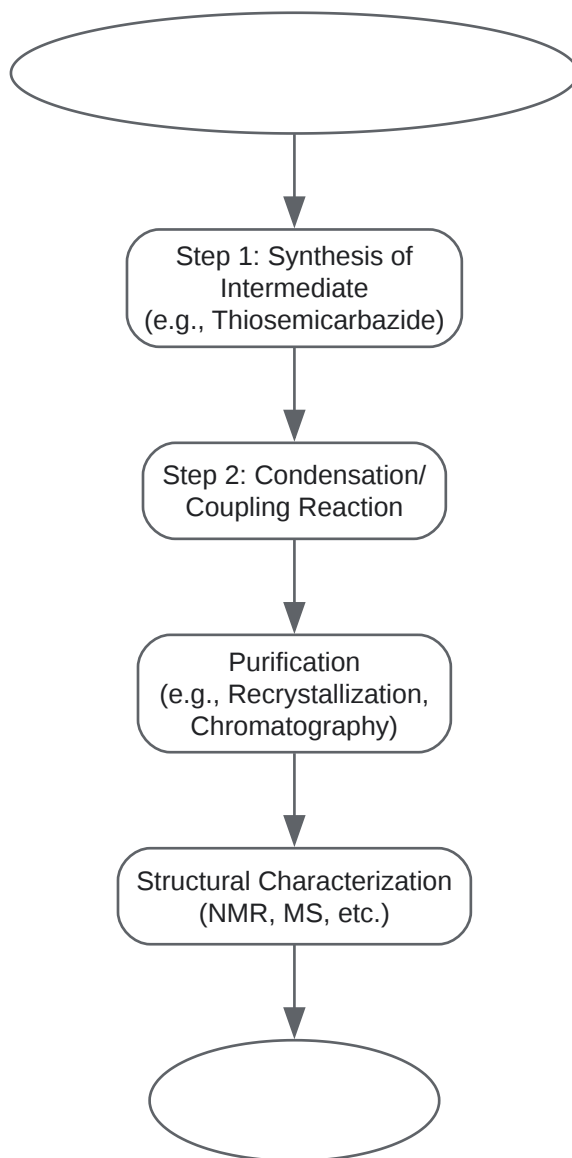 Step 1: Synthesis of
Intermediate
(e.g., Thiosemicarbazide)
Step 2: Condensation/
Coupling Reaction
Purification
(e.g., Recrystallization,
Chromatography)
Structural Characterization
(NMR, MS, etc.)